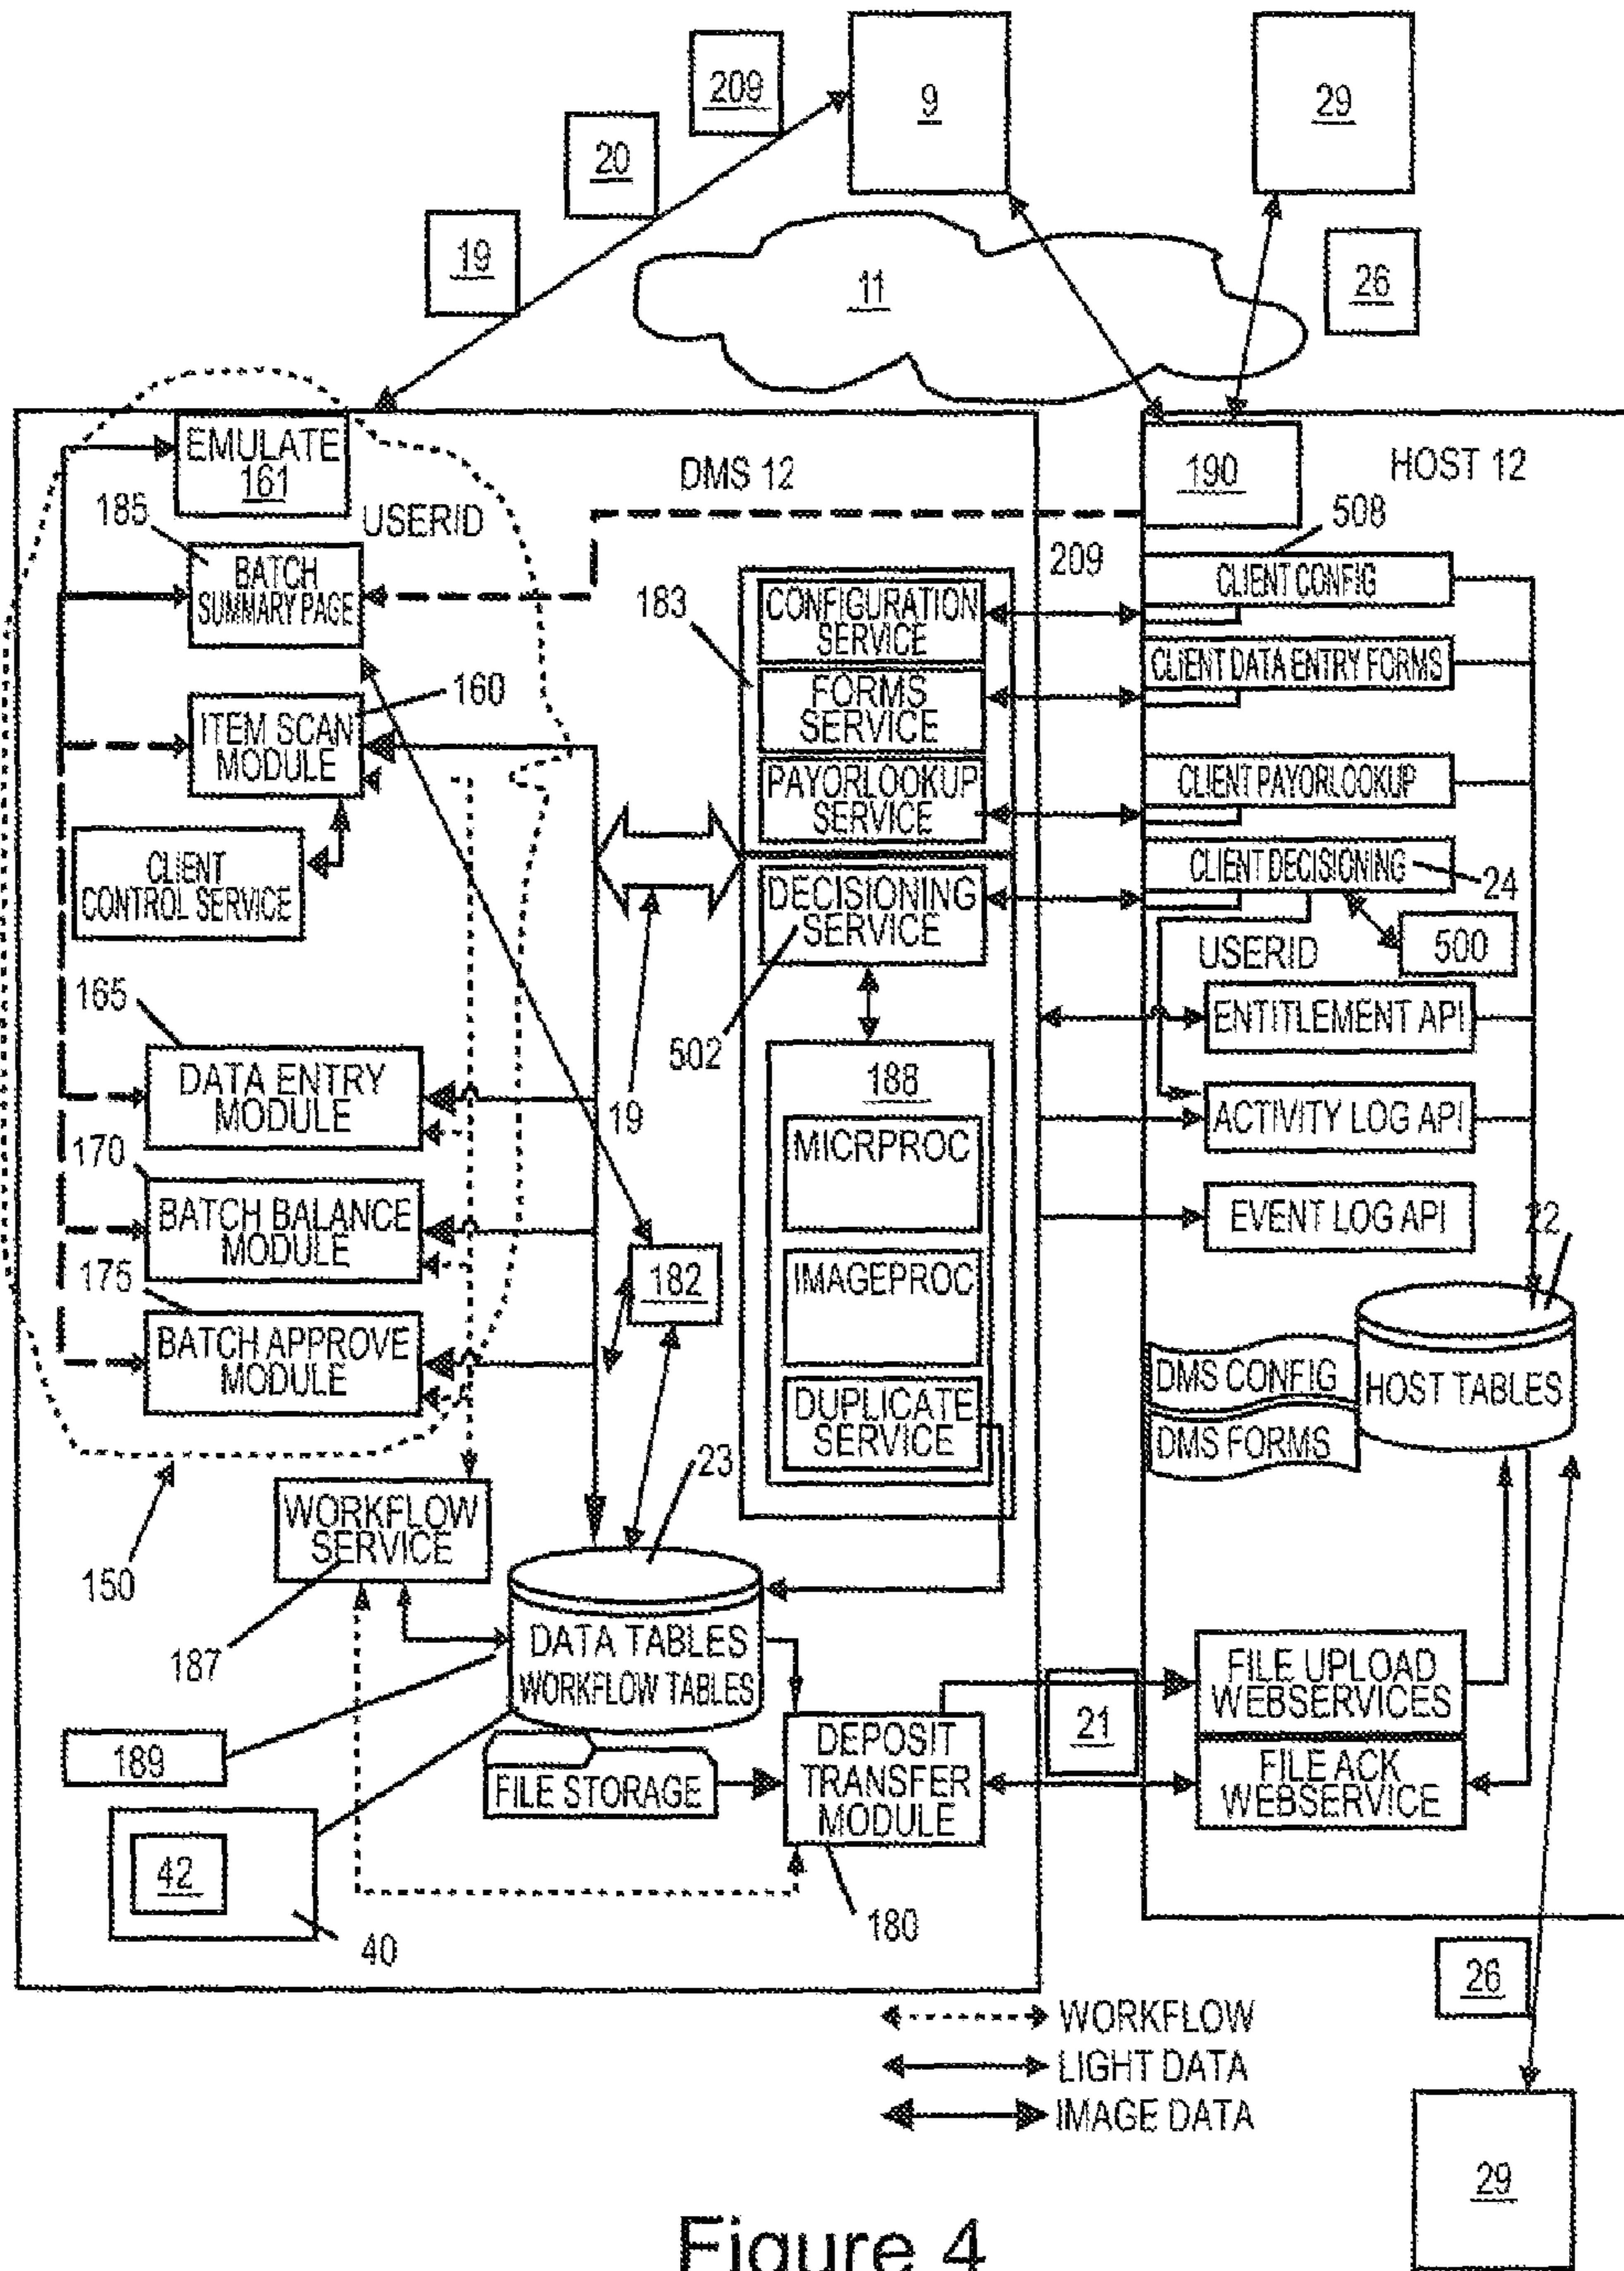 209
9
29
20
19
11
26
EMULATE
161
DMS 12
190
HOST 12
185
USERID
508
BATCH
SUMMARY PAGE
209
CLIENT CONFIG
183
CONFIGURATION
SERVICE
CLIENT DATA ENTRY FORMS
160
FORMS
SERVICE
ITEM SCAN
MODULE
PAYORLOOKUP
SERVICE
CLIENT PAYORLOOKUP
CLIENT
CONTROL SERVICE
DECISIONING
SERVICE
CLIENT DECISIONING
24
USERID
500
165
502
ENTITLEMENT API
DATA ENTRY
MODULE
19
188
ACTIVITY LOG API
MICRPROC
170
BATCH BALANCE
MODULE
EVENT LOG API
22
182
IMAGEPROC
175
BATCH APPROVE
MODULE
DMS CONFIG
HOST TABLES
DUPLICATE
SERVICE
DMS FORMS
23
WORKFLOW
SERVICE
150
187
DATA TABLES
WORKFLOW TABLES
FILE UPLOAD
WEBSERVICES
21
189
FILE STORAGE
DEPOSIT
TRANSFER
MODULE
FILE ACK
WEBSERVICE
42
40
180
26
WORKFLOW
LIGHT DATA
IMAGE DATA
29
Figure 4